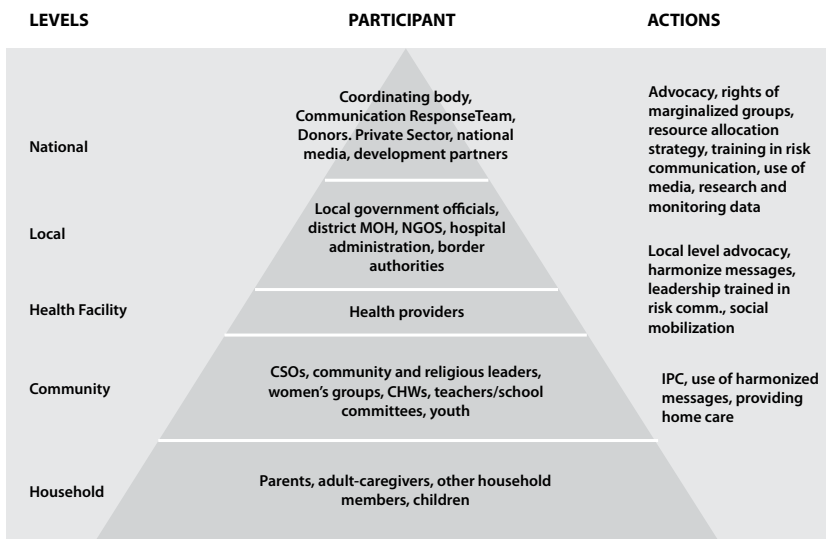 LEVELS PARTICIPANT ACTIONS
National
Coordinating body,
Communication ResponseTeam,
Donors. Private Sector, national
media, development partners
Advocacy, rights of
marginalized groups,
resource allocation
strategy, training in risk
communication, use of
media, research and
monitoring data
Local
Local government officials,
district MOH, NGOS, hospital
administration, border
authorities
Local level advocacy,
harmonize messages,
leadership trained in
risk comm., social
mobilization
Health Facility
Health providers
Community
CSOs, community and religious leaders,
women's groups, CHWs, teachers/school
committees, youth
IPC, use of harmonized
messages, providing
home care
Household
Parents, adult-caregivers, other household
members, children